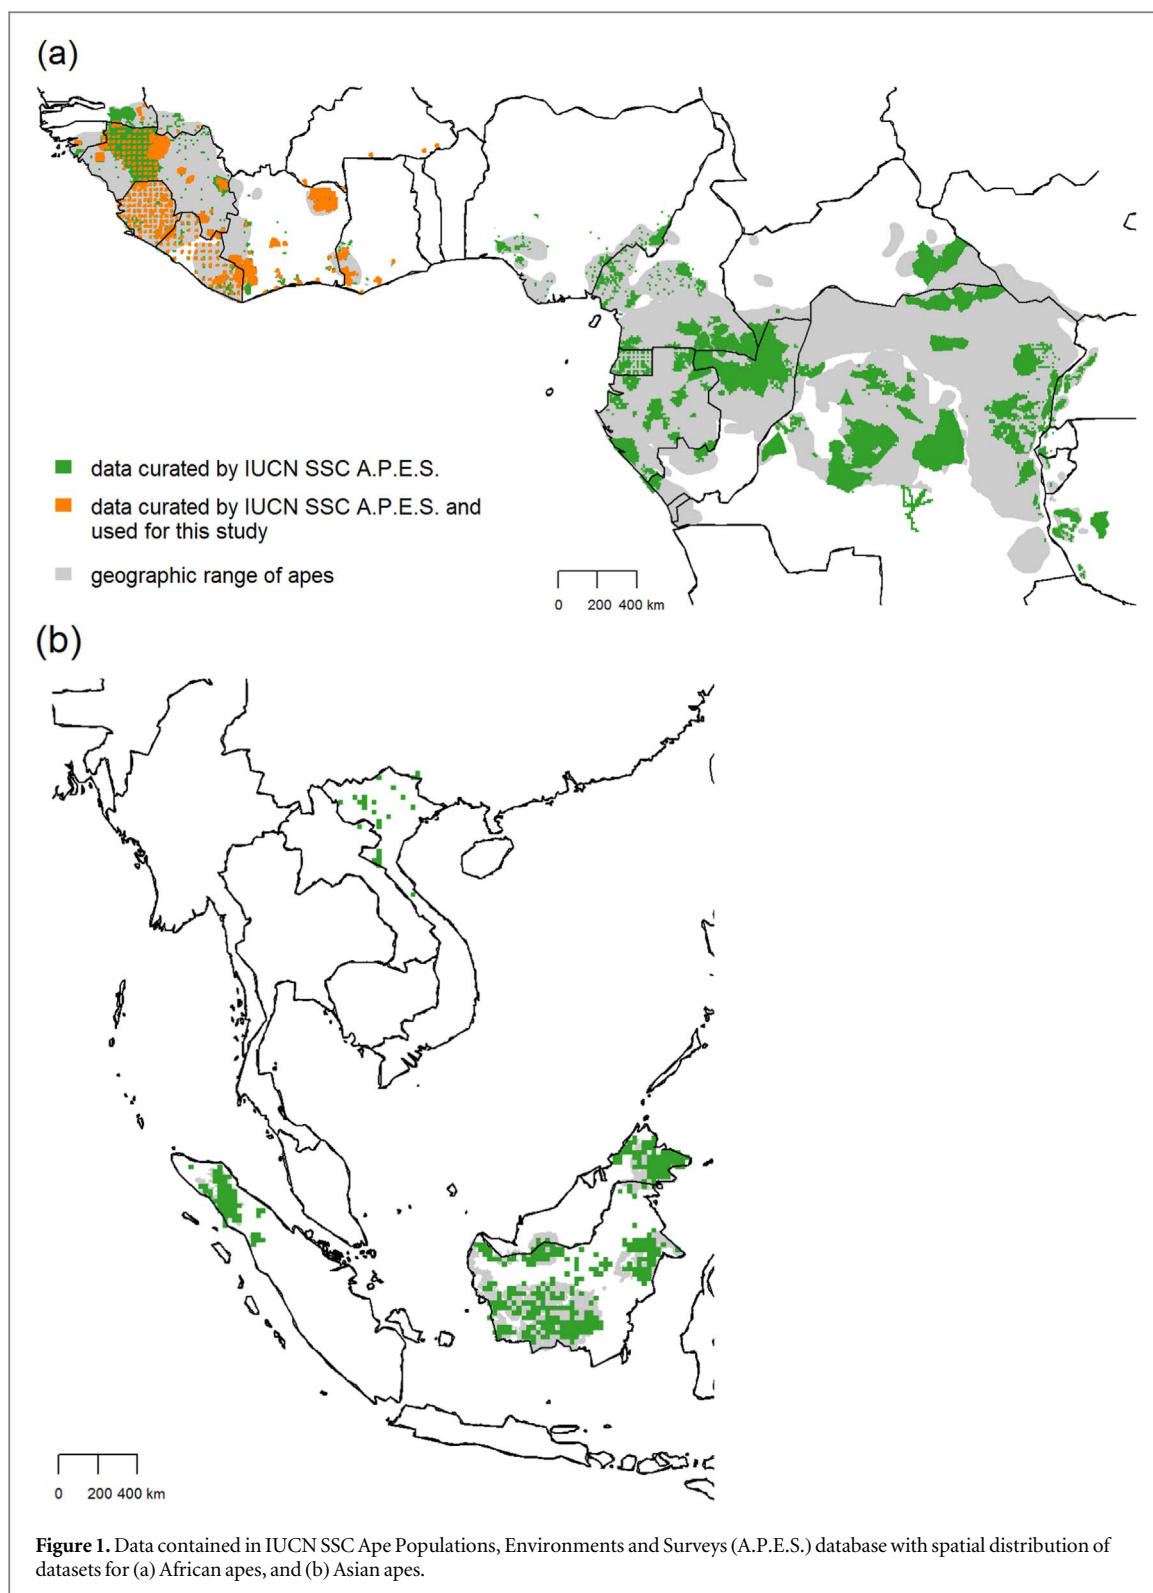 (a)
data curated by IUCN SSC A.P.E.S.
data curated by IUCN SSC A.P.E.S. and
used for this study
geographic range of apes
0 200 400 km
(b)
0 200 400 km
Figure 1. Data contained in IUCN SSC Ape Populations, Environments and Surveys (A.P.E.S.) database with spatial distribution of
datasets for (a) African apes, and (b) Asian apes.